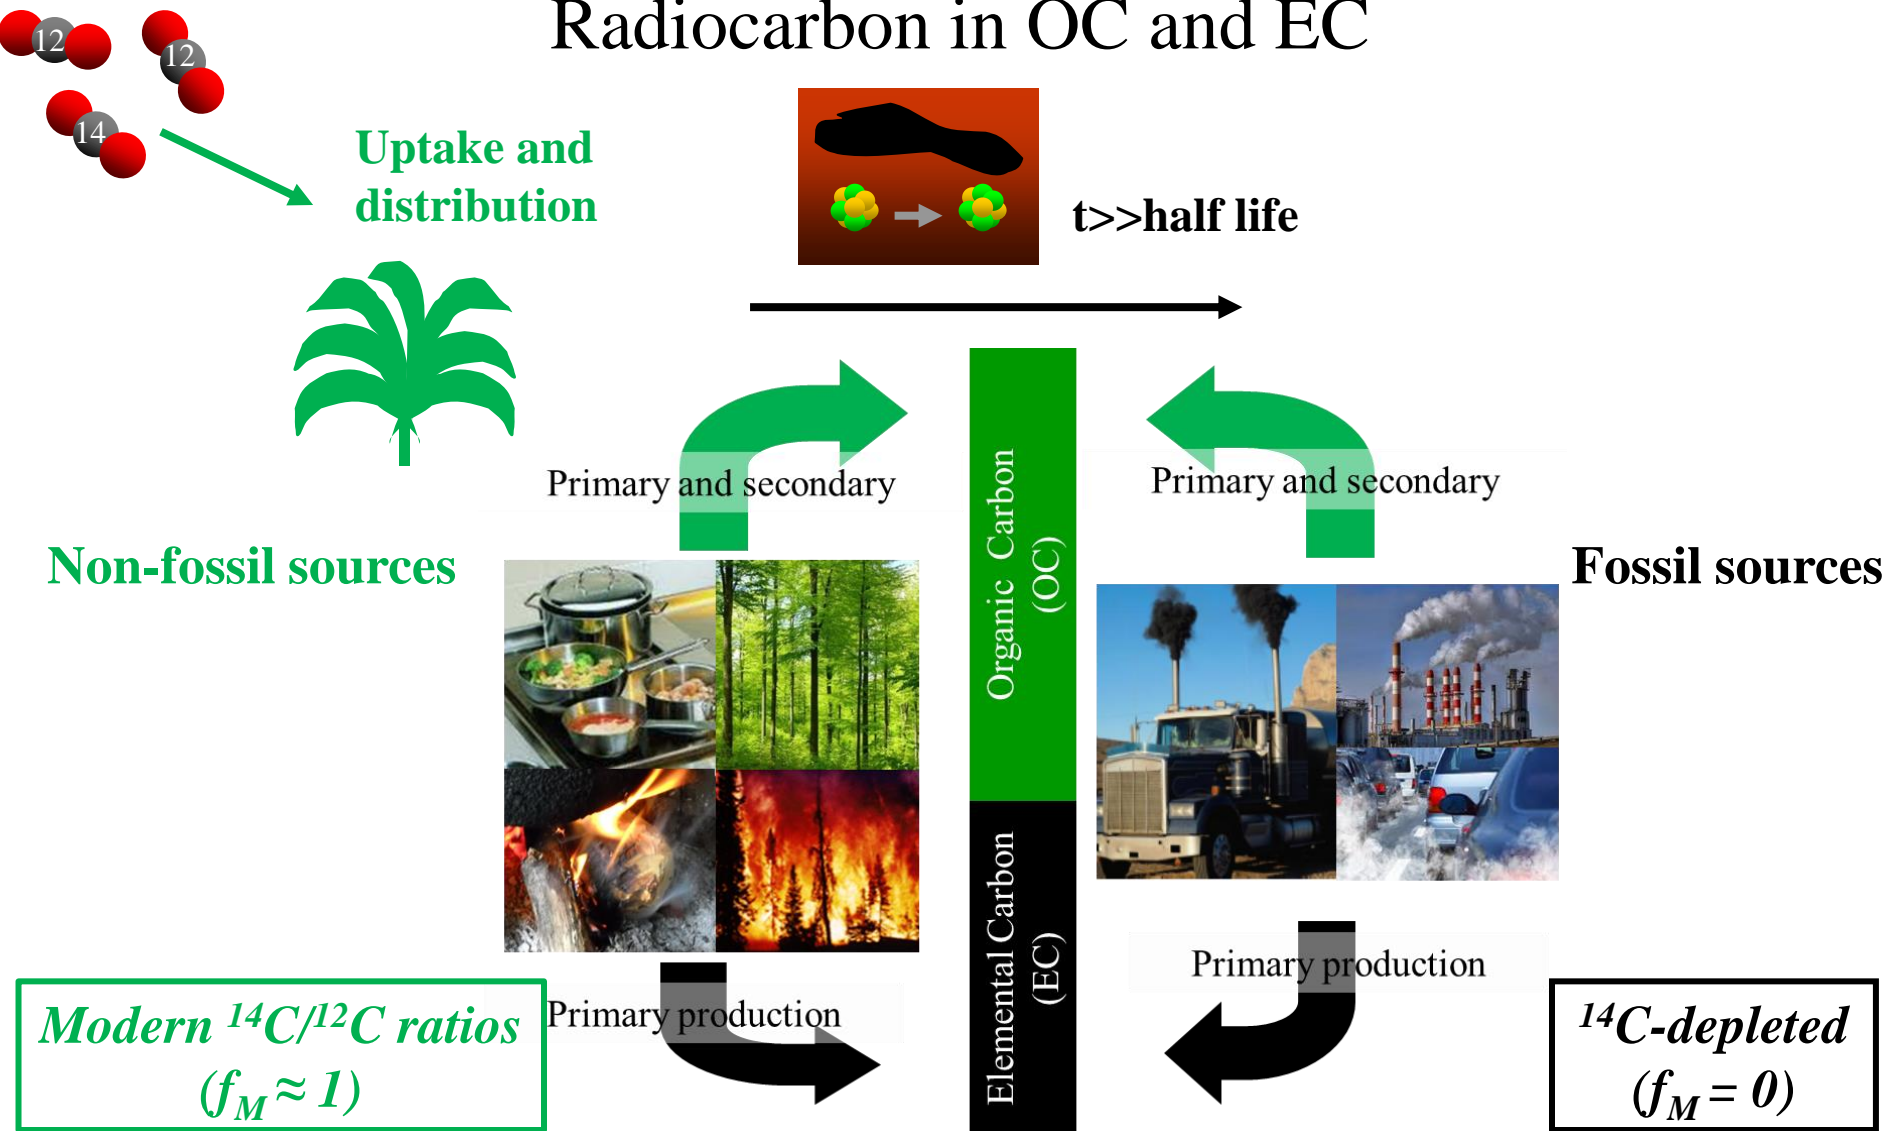 Radiocarbon in OC and EC
12
12
14
Uptake and
distribution
t>>half life
Primary and secondary
Primary and secondary
Non-fossil sources
Fossil sources
Organic Carbon
(OC)
Elemental Carbon
(EC)
Primary production
Primary production
Modern ¹⁴C/¹²C ratios
(f_M ≈ 1)
¹⁴C-depleted
(f_M = 0)